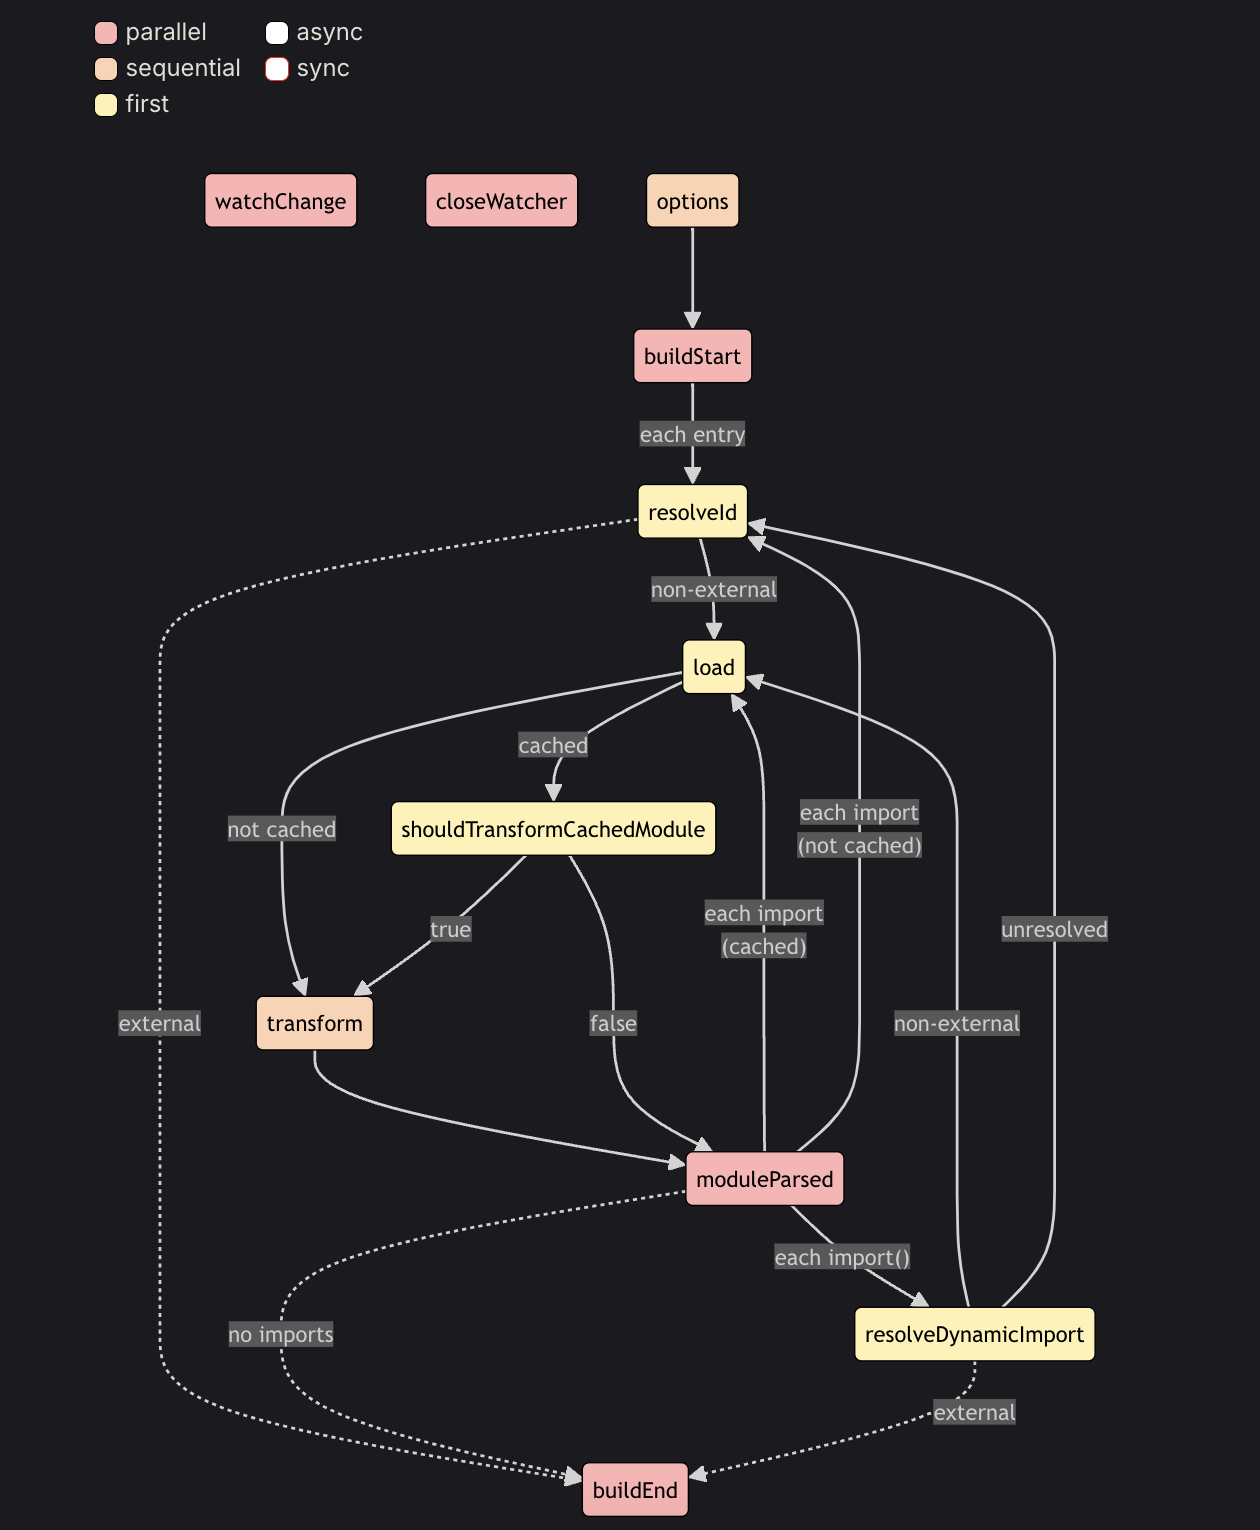 parallel
async
sequential
sync
first
watchChange
closeWatcher
options
buildStart
each entry
resolveId
non-external
load
cached
not cached
shouldTransformCachedModule
each import
(not cached)
each import
(cached)
true
unresolved
external
transform
false
non-external
moduleParsed
each import()
no imports
resolveDynamicImport
external
buildEnd